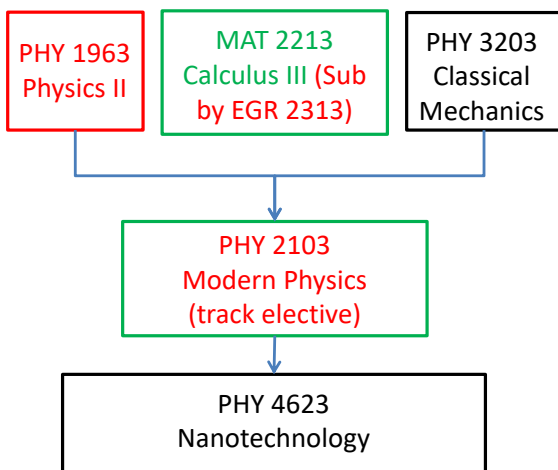 PHY 1963
Physics II
MAT 2213
Calculus III (Sub
by EGR 2313)
PHY 3203
Classical
Mechanics
PHY 2103
Modern Physics
(track elective)
PHY 4623
Nanotechnology